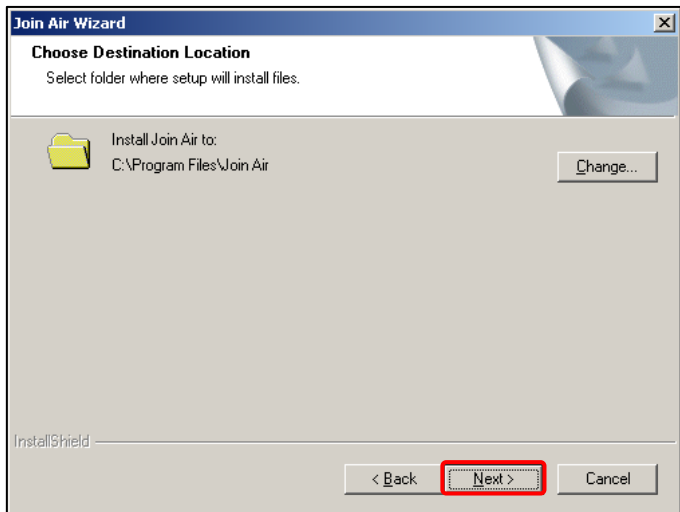 Join Air Wizard
Choose Destination Location
Select folder where setup will install files.
Install Join Air to:
C:\Program Files\Join Air
Change...
InstallShield
< Back
Next >
Cancel